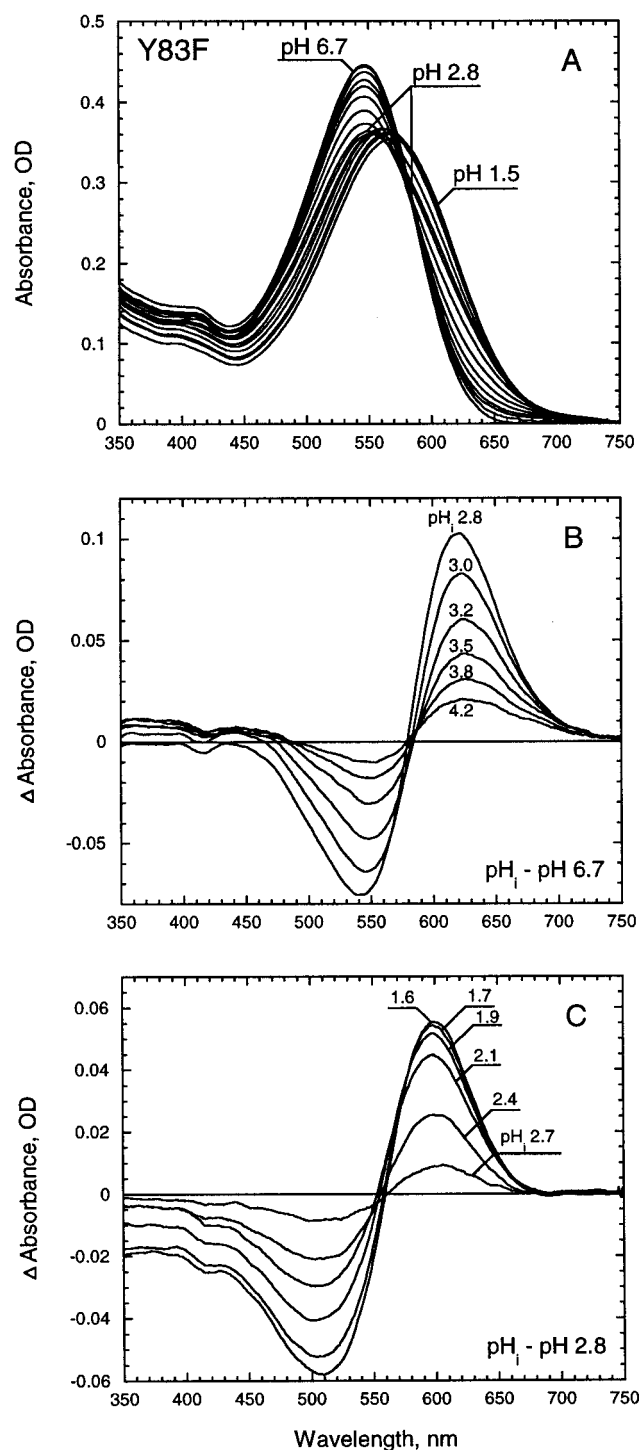 Y83F
A
pH 6.7
pH 2.8
pH 1.5
0.5
0.4
0.3
0.2
0.1
0
Absorbance, OD
350 400 450 500 550 600 650 700 750
B
pHi 2.8
3.0
3.2
3.5
3.8
4.2
0.1
0.05
0
-0.05
Δ Absorbance, OD
pHi - pH 6.7
350 400 450 500 550 600 650 700 750
C
1.6
1.7
1.9
2.1
2.4
pHi 2.7
0.06
0.04
0.02
0
-0.02
-0.04
-0.06
Δ Absorbance, OD
pHi - pH 2.8
350 400 450 500 550 600 650 700 750
Wavelength, nm